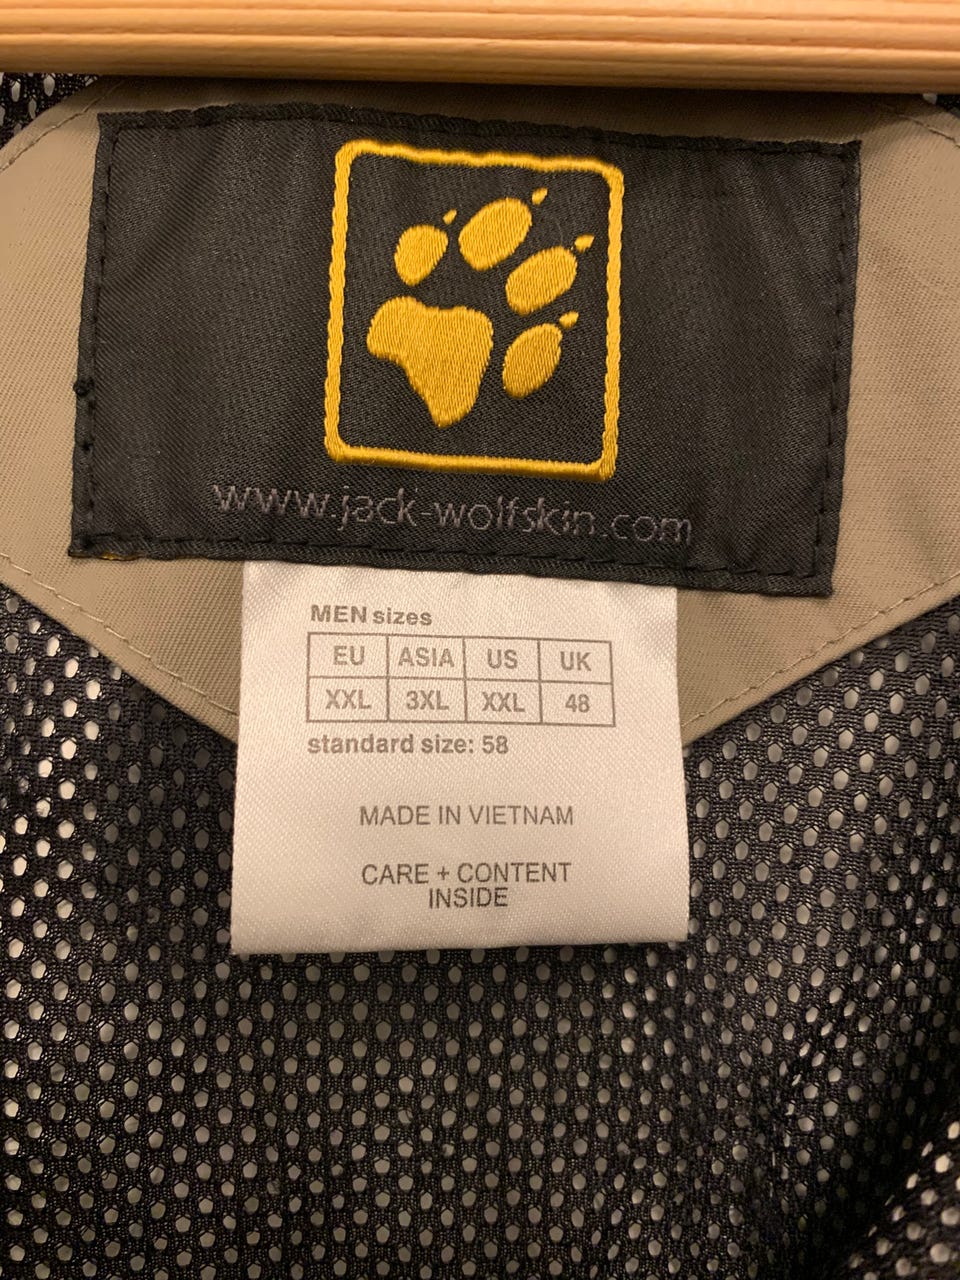 www.jack-wolfskin.com
MEN sizes
EU ASIA US UK
XXL 3XL XXL 48
standard size: 58
MADE IN VIETNAM
CARE + CONTENT
INSIDE